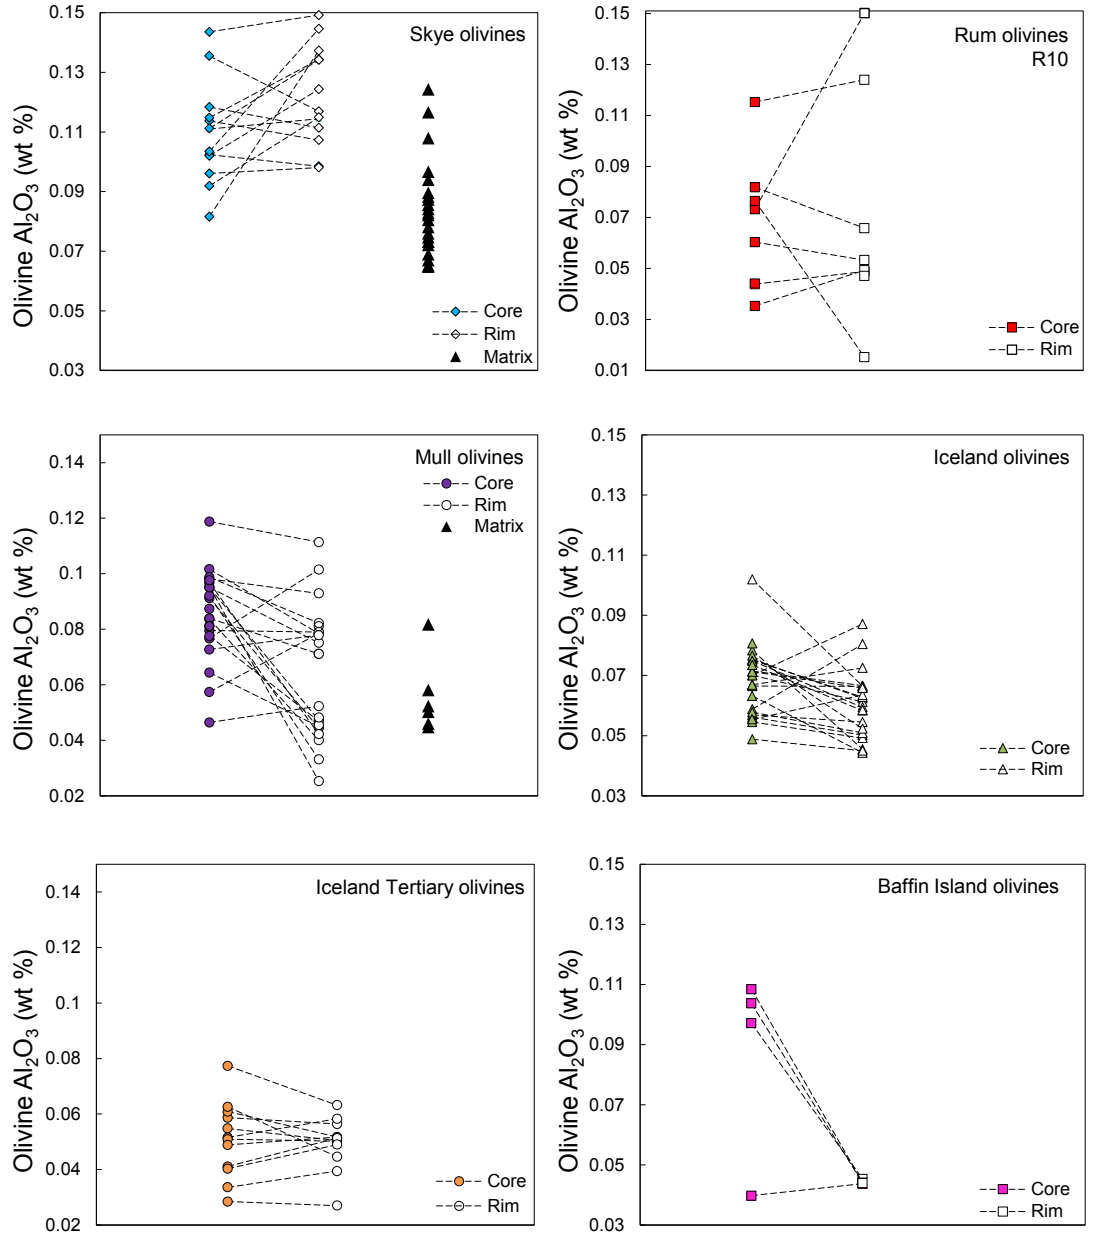 Skye olivines
Olivine Al₂O₃ (wt %)
0.15
0.13
0.11
0.09
0.07
0.05
0.03
Core
Rim
Matrix
Rum olivines
R10
Olivine Al₂O₃ (wt %)
0.15
0.13
0.11
0.09
0.07
0.05
0.03
0.01
Core
Rim
Mull olivines
Core
Rim
Matrix
Olivine Al₂O₃ (wt %)
0.14
0.12
0.1
0.08
0.06
0.04
0.02
Iceland olivines
Olivine Al₂O₃ (wt %)
0.15
0.13
0.11
0.09
0.07
0.05
0.03
Core
Rim
Iceland Tertiary olivines
Olivine Al₂O₃ (wt %)
0.14
0.12
0.1
0.08
0.06
0.04
0.02
Core
Rim
Baffin Island olivines
Olivine Al₂O₃ (wt %)
0.15
0.13
0.11
0.09
0.07
0.05
0.03
Core
Rim